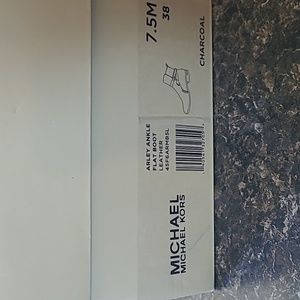 MICHAEL
MICHAEL KORS
ARLEY ANKLE
FLAT BOOT
LEATHER
7.5M
38
CHARCOAL